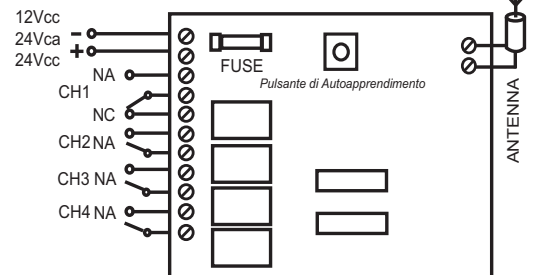 12Vcc
24Vca
24Vcc
- 
+
NA
CH1
NC
CH2 NA
CH3 NA
CH4 NA
FUSE
Pulsante di Autoapprendimento
ANTENNA